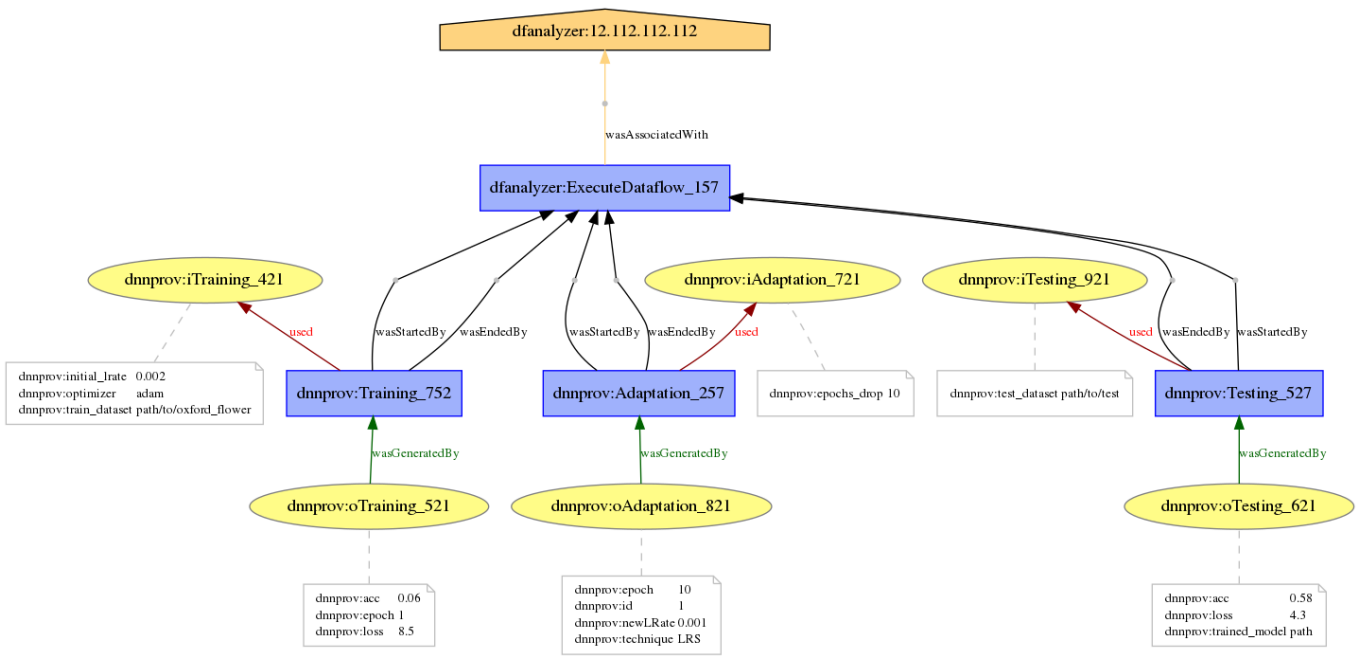 dfanalyzer:12.112.112.112
wasAssociatedWith
dfanalyzer:ExecuteDataflow_157
dnnprov:iTraining_421
dnnprov:iAdaptation_721
dnnprov:iTesting_921
used
wasStartedBy
wasEndedBy
wasStartedBy
wasEndedBy
used
used
wasEndedBy
wasStartedBy
dnnprov:initial_lrate 0.002
dnnprov:optimizer adam
dnnprov:train_dataset path/to/oxford_flower
dnnprov:Training_752
dnnprov:Adaptation_257
dnnprov:epochs_drop 10
dnnprov:test_dataset path/to/test
dnnprov:Testing_527
wasGeneratedBy
wasGeneratedBy
wasGeneratedBy
dnnprov:oTraining_521
dnnprov:oAdaptation_821
dnnprov:oTesting_621
dnnprov:acc 0.06
dnnprov:epoch 1
dnnprov:loss 8.5
dnnprov:epoch 10
dnnprov:id 1
dnnprov:newLRate 0.001
dnnprov:technique LRS
dnnprov:acc 0.58
dnnprov:loss 4.3
dnnprov:trained_model path